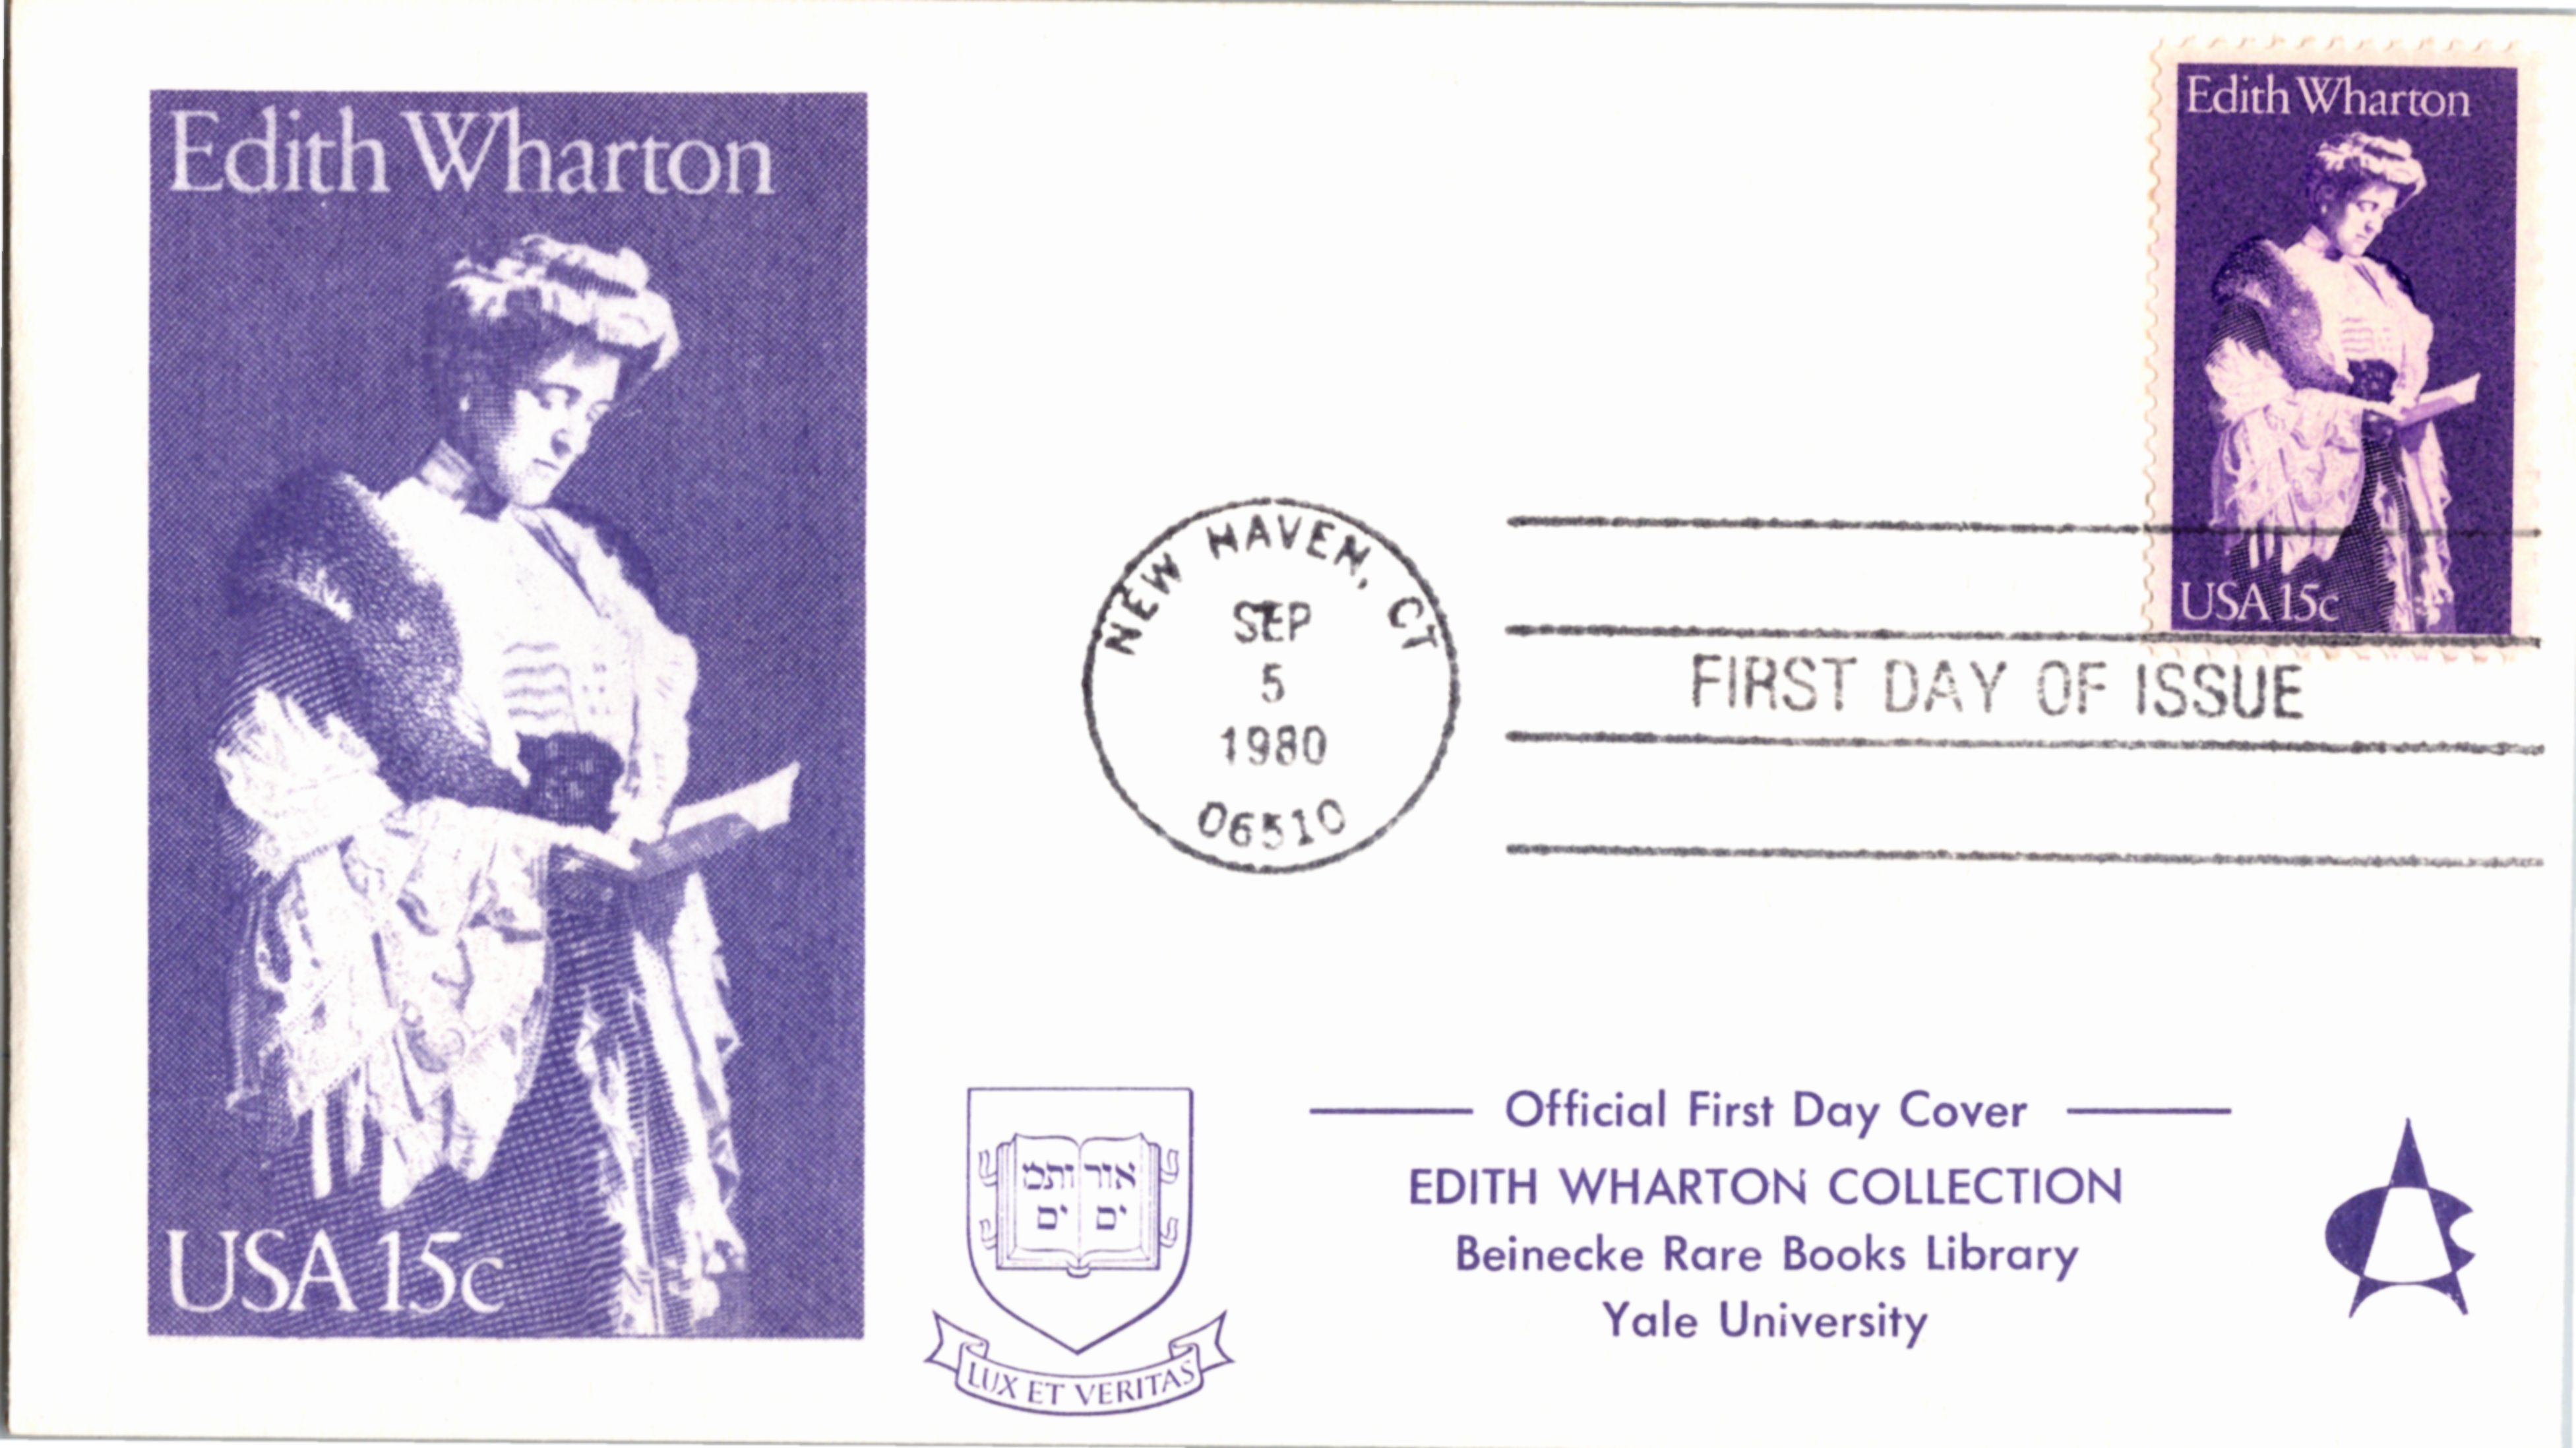 Edith Wharton
USA 15c
Edith Wharton
USA 15c
NEW HAVEN, CT
SEP
5
1980
06510
FIRST DAY OF ISSUE
אור ותמ
ים ים
LUX ET VERITAS
Official First Day Cover
EDITH WHARTON COLLECTION
Beinecke Rare Books Library
Yale University